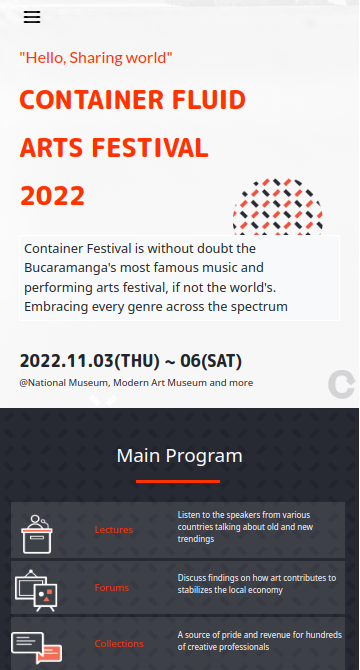 "Hello, Sharing world"
CONTAINER FLUID
ARTS FESTIVAL
2022
Container Festival is without doubt the
Bucaramanga's most famous music and
performing arts festival, if not the world's.
Embracing every genre across the spectrum
2022.11.03(THU) ~ 06(SAT)
@National Museum, Modern Art Museum and more
C
Main Program
Lectures
Listen to the speakers from various
countries talking about old and new
trendings
Forums
Discuss findings on how art contributes to
stabilizes the local economy
Collections
A source of pride and revenue for hundreds
of creative professionals